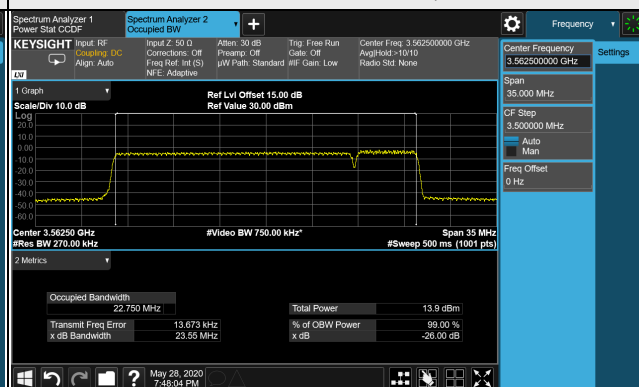 Spectrum Analyzer 1
Power Stat CCDF
Spectrum Analyzer 2
Occupied BW
+
Frequency
KEYSIGHT
LXI
Input: RF
Coupling: DC
Align: Auto
Input Z: 50 Ω
Corrections: Off
Freq Ref: Int (S)
NFE: Adaptive
Atten: 30 dB
Preamp: Off
µW Path: Standard
Trig: Free Run
Gate: Off
#IF Gain: Low
Center Freq: 3.562500000 GHz
Avg|Hold:>10/10
Radio Std: None
Center Frequency
3.562500000 GHz
Settings
Span
35.000 MHz
CF Step
3.500000 MHz
Auto
Man
Freq Offset
0 Hz
1 Graph
Scale/Div 10.0 dB
Ref Lvl Offset 15.00 dB
Ref Value 30.00 dBm
Log
20.0
10.0
0.00
-10.0
-20.0
-30.0
-40.0
-50.0
-60.0
Center 3.56250 GHz
#Res BW 270.00 kHz
#Video BW 750.00 kHz*
Span 35 MHz
#Sweep 500 ms (1001 pts)
2 Metrics
Occupied Bandwidth
22.750 MHz
Total Power 13.9 dBm
Transmit Freq Error 13.673 kHz
% of OBW Power 99.00 %
x dB Bandwidth 23.55 MHz
x dB -26.00 dB
?
May 28, 2020
7:48:04 PM